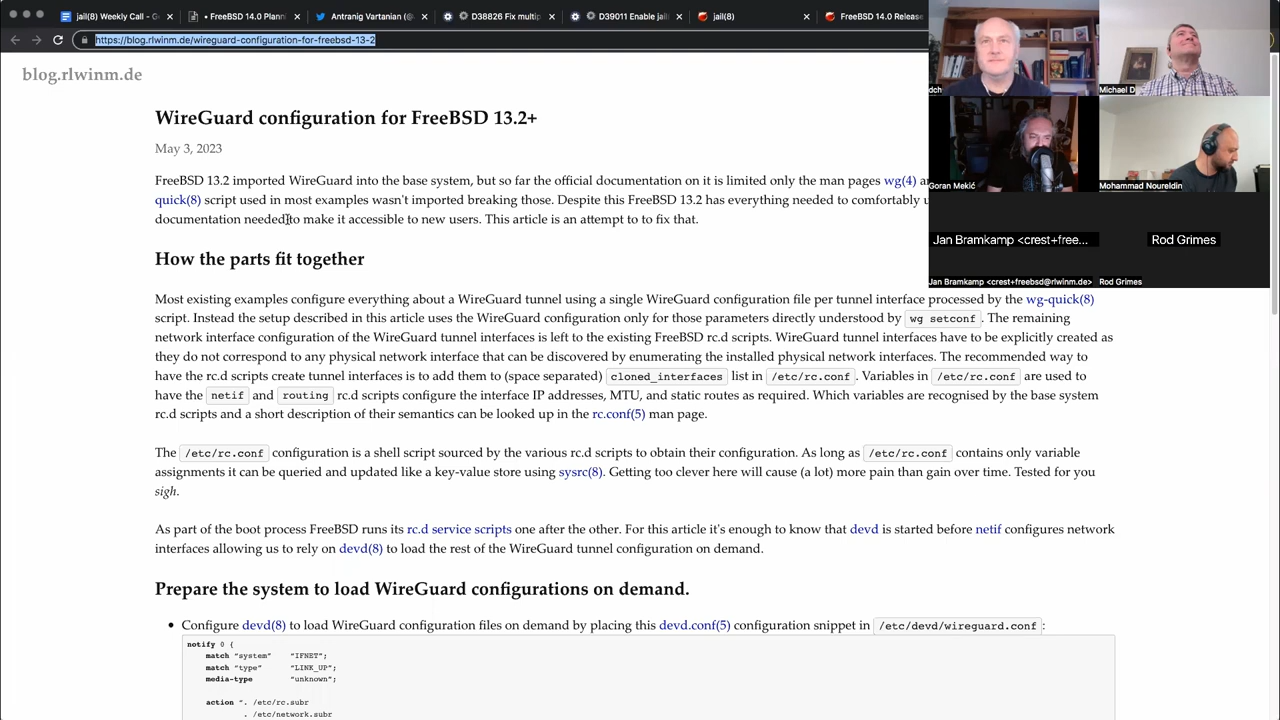 jail(8) Weekly Call - G
• FreeBSD 14.0 Plann
Antranig Vartanian (@
D38826 Fix multip
D39011 Enable jail
jail(8)
FreeBSD 14.0 Release
https://blog.rlwinm.de/wireguard-configuration-for-freebsd-13-2
blog.rlwinm.de
WireGuard configuration for FreeBSD 13.2+
May 3, 2023
FreeBSD 13.2 imported WireGuard into the base system, but so far the official documentation on it is limited only the man pages wg(4)
quick(8) script used in most examples wasn't imported breaking those. Despite this FreeBSD 13.2 has everything needed to comfortably
documentation needed to make it accessible to new users. This article is an attempt to to fix that.
dch
Michael D
Goran Mekić
Mohammad Noureldin
Jan Bramkamp <crest+free...
Rod Grimes
Jan Bramkamp <crest+freebsd@rlwinm.de>
Rod Grimes
How the parts fit together
Most existing examples configure everything about a WireGuard tunnel using a single WireGuard configuration file per tunnel interface processed by the wg-quick(8)
script. Instead the setup described in this article uses the WireGuard configuration only for those parameters directly understood by wg setconf. The remaining
network interface configuration of the WireGuard tunnel interfaces is left to the existing FreeBSD rc.d scripts. WireGuard tunnel interfaces have to be explicitly created as
they do not correspond to any physical network interface that can be discovered by enumerating the installed physical network interfaces. The recommended way to
have the rc.d scripts create tunnel interfaces is to add them to (space separated) cloned_interfaces list in /etc/rc.conf. Variables in /etc/rc.conf are used to
have the netif and routing rc.d scripts configure the interface IP addresses, MTU, and static routes as required. Which variables are recognised by the base system
rc.d scripts and a short description of their semantics can be looked up in the rc.conf(5) man page.
The /etc/rc.conf configuration is a shell script sourced by the various rc.d scripts to obtain their configuration. As long as /etc/rc.conf contains only variable
assignments it can be queried and updated like a key-value store using sysrc(8). Getting too clever here will cause (a lot) more pain than gain over time. Tested for you
sigh.
As part of the boot process FreeBSD runs its rc.d service scripts one after the other. For this article it's enough to know that devd is started before netif configures network
interfaces allowing us to rely on devd(8) to load the rest of the WireGuard tunnel configuration on demand.
Prepare the system to load WireGuard configurations on demand.
• Configure devd(8) to load WireGuard configuration files on demand by placing this devd.conf(5) configuration snippet in /etc/devd/wireguard.conf:
notify 0 {
match "system" "IFNET";
match "type" "LINK_UP";
media-type "unknown";
action ". /etc/rc.subr
. /etc/network.subr